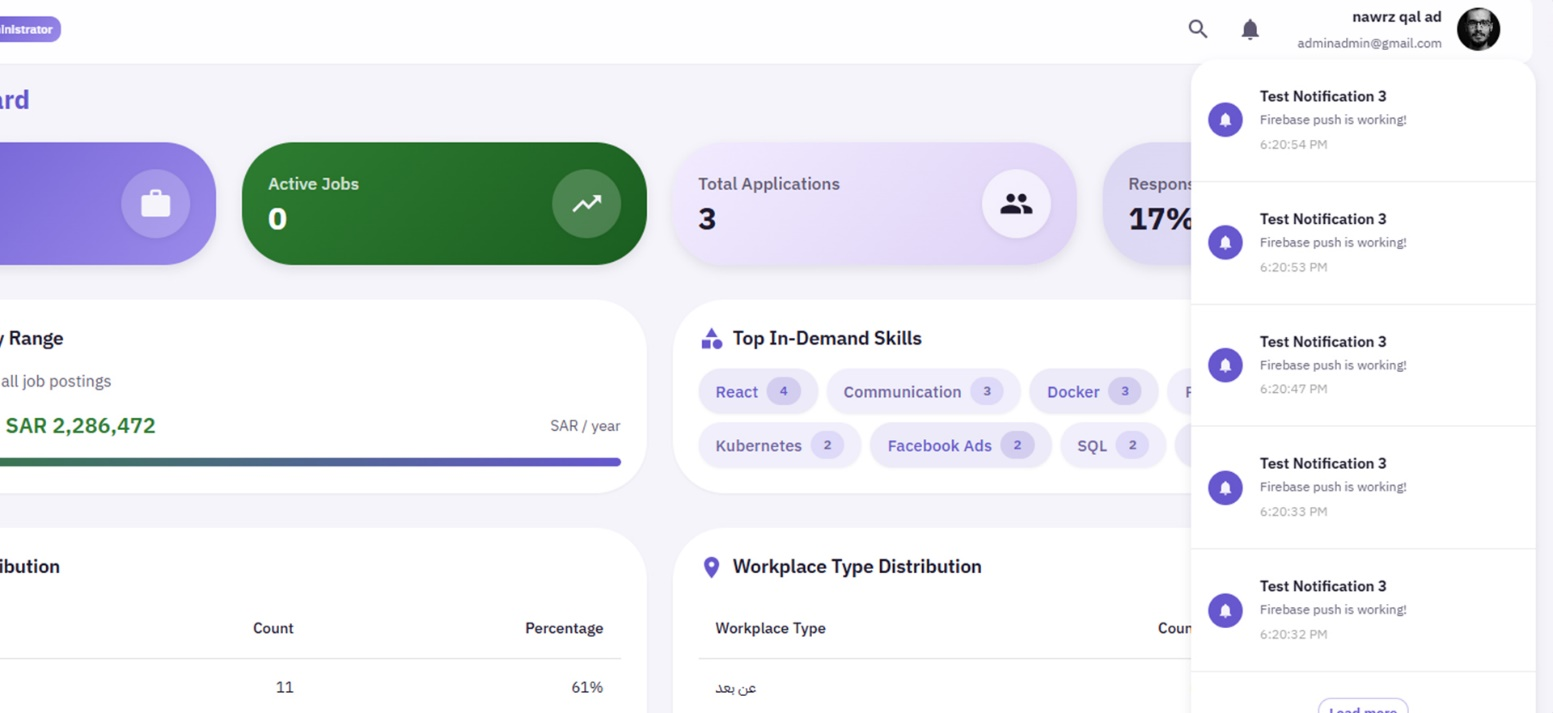 inistrator
nawrz qal ad
adminadmin@gmail.com
ard
Active Jobs
0
Total Applications
3
Respons
17%
Range
all job postings
SAR 2,286,472
SAR / year
Top In-Demand Skills
React 4
Communication 3
Docker 3
Kubernetes 2
Facebook Ads 2
SQL 2
ibution
Count
Percentage
11
61%
Workplace Type Distribution
Workplace Type
Coun
عن بعد
Test Notification 3
Firebase push is working!
6:20:54 PM
Test Notification 3
Firebase push is working!
6:20:53 PM
Test Notification 3
Firebase push is working!
6:20:47 PM
Test Notification 3
Firebase push is working!
6:20:33 PM
Test Notification 3
Firebase push is working!
6:20:32 PM
Load more